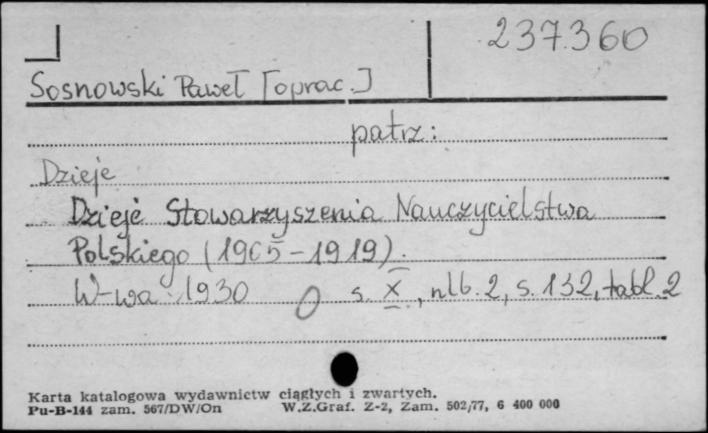 237360
Sosnowski Paweł [oprac.]
patrz:
Dzieje
Dzieje Stowarzyszenia Nauczycielstwa
Polskiego (1905-1919).
W-wa 1930 s. X, nlb. 2, s. 132, tabl. 2
Karta katalogowa wydawnictw ciągłych i zwartych.
Pu-B-144 zam. 567/DW/On W.Z.Graf. Z-2, Zam. 502/77, 6 400 000